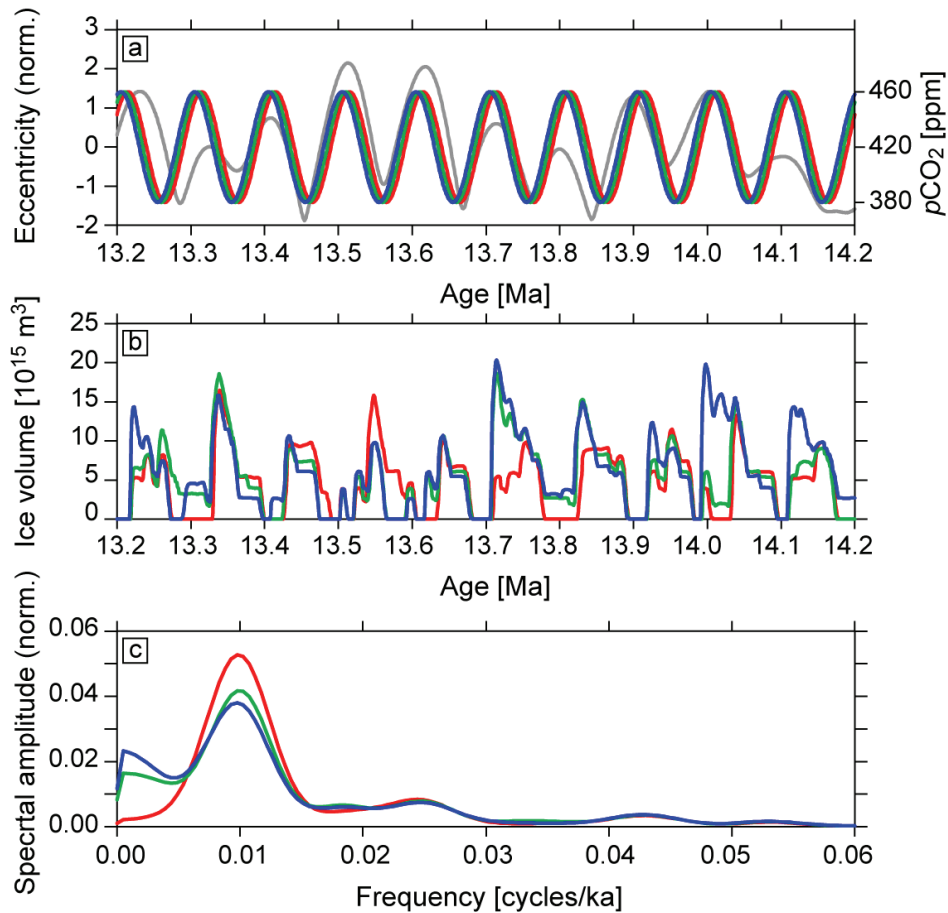 a
Eccentricity (norm.)
3
2
1
0
-1
-2
460
420
380
pCO2 [ppm]
13.2 13.3 13.4 13.5 13.6 13.7 13.8 13.9 14.0 14.1 14.2
Age [Ma]
b
Ice volume [10¹⁵ m³]
25
20
15
10
5
0
13.2 13.3 13.4 13.5 13.6 13.7 13.8 13.9 14.0 14.1 14.2
Age [Ma]
c
Specrtal amplitude (norm.)
0.06
0.04
0.02
0.00
0.00 0.01 0.02 0.03 0.04 0.05 0.06
Frequency [cycles/ka]